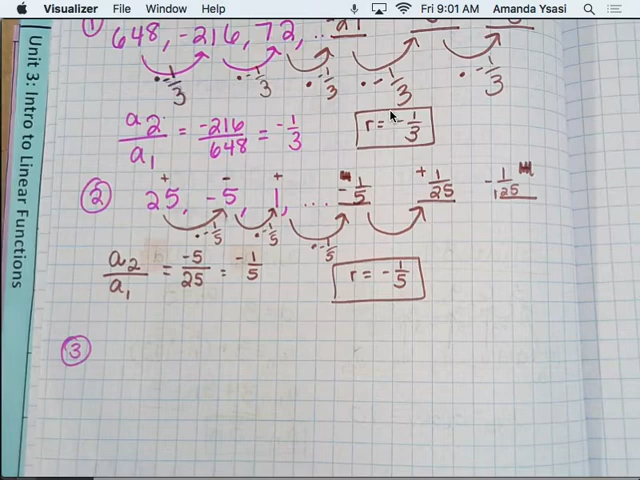 Visualizer File Window Help Fri 9:01 AM Amanda Ysasi
Unit 3: Intro to Linear Functions
① 648, -216, 72, ...
· -1/3 · -1/3 · -1/3 · -1/3 · -1/3
a₂/a₁ = -216/648 = -1/3 r = -1/3
+ - +
② 25, -5, 1, ... -1/5 +1/25 -1/125
· -1/5 · -1/5 · -1/5
a₂/a₁ = -5/25 = -1/5 r = -1/5
③